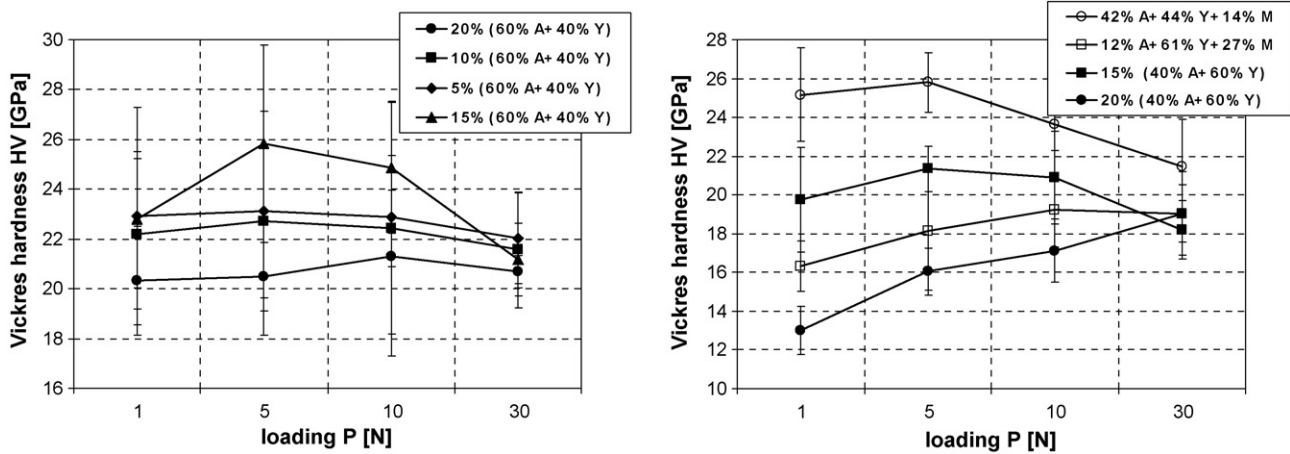 Vickres hardness HV [GPa]
30
28
26
24
22
20
18
16
1
5
10
30
loading P [N]
20% (60% A+ 40% Y)
10% (60% A+ 40% Y)
5% (60% A+ 40% Y)
15% (60% A+ 40% Y)
Vickres hardness HV [GPa]
28
26
24
22
20
18
16
14
12
10
1
5
10
30
loading P [N]
42% A+ 44% Y+ 14% M
12% A+ 61% Y+ 27% M
15% (40% A+ 60% Y)
20% (40% A+ 60% Y)